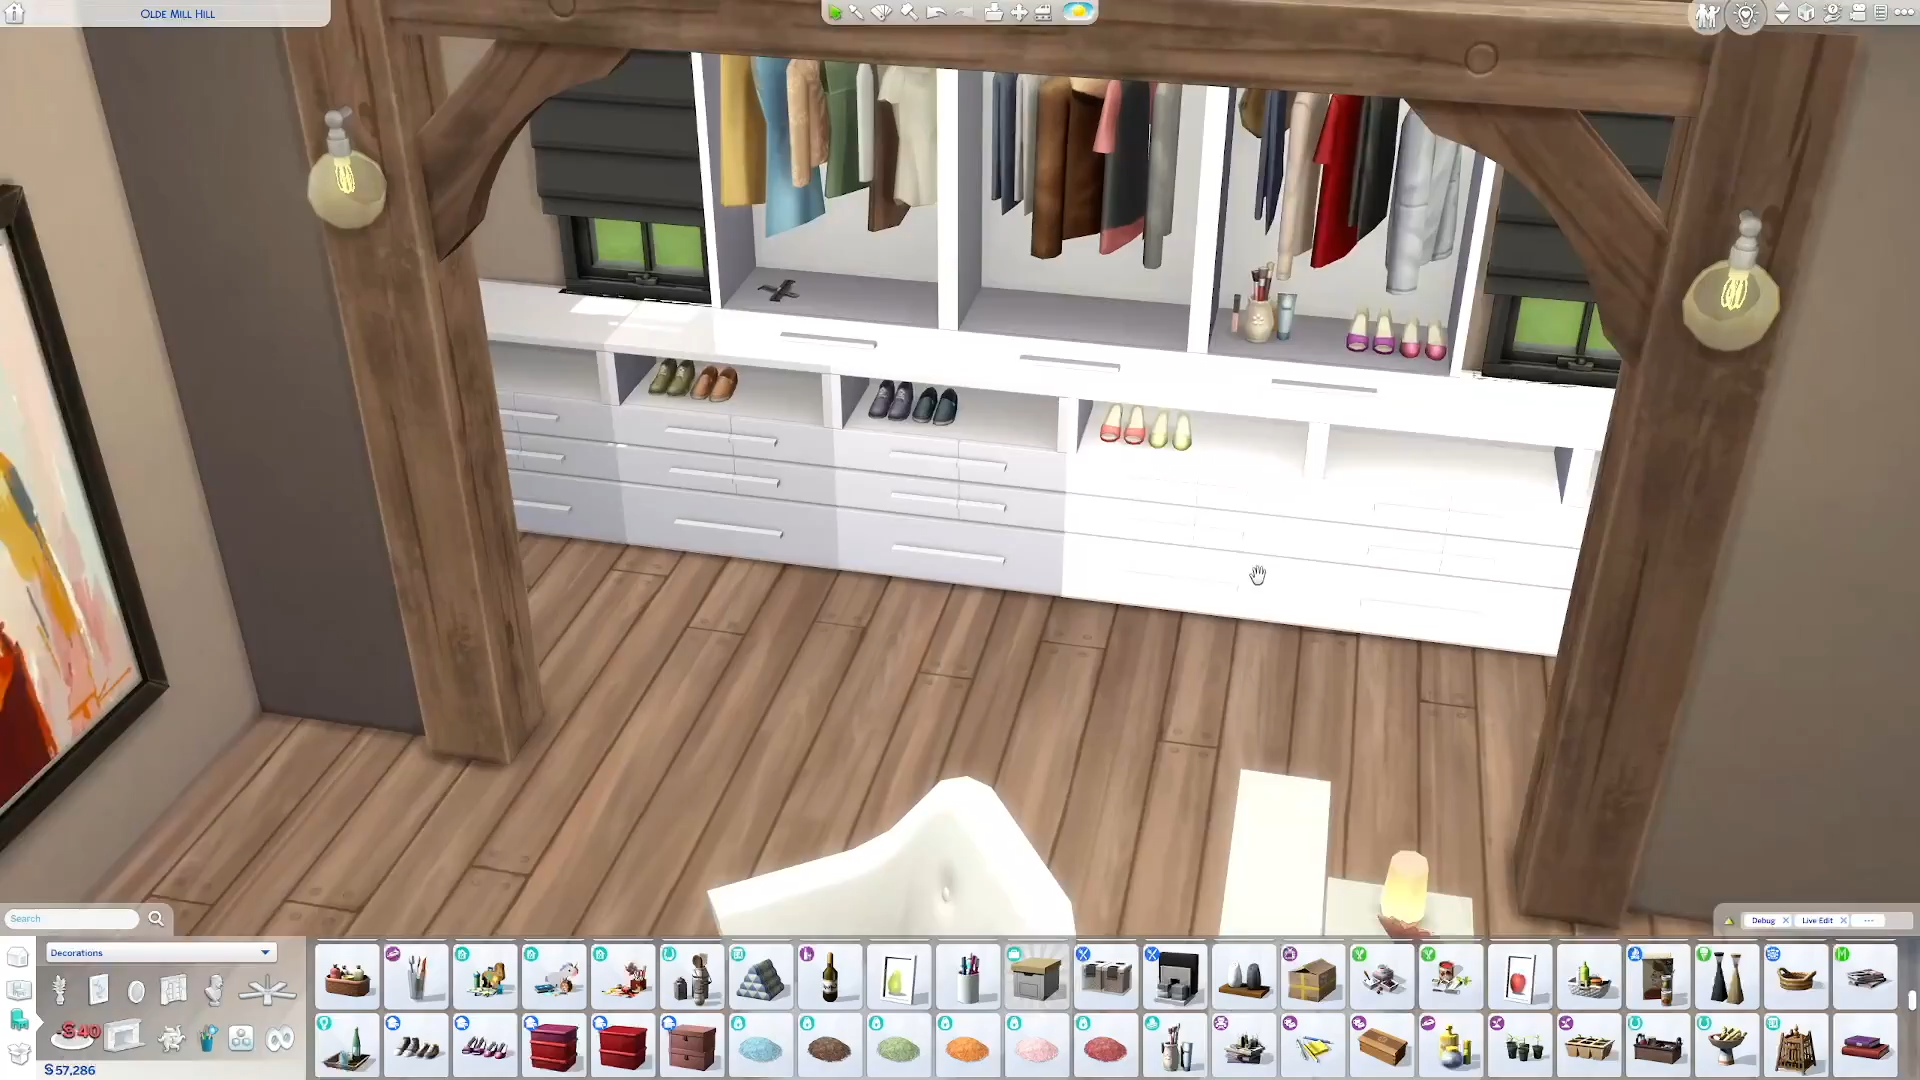 Olde Mill Hill
Search
Debug
Live Edit
Decorations
-§40
§57,286